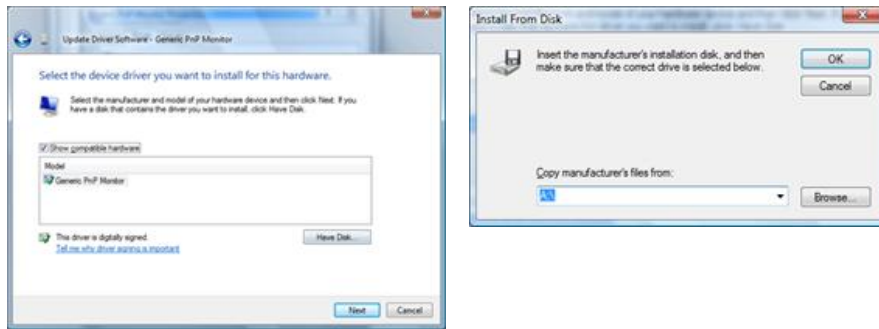 Update Driver Software - Generic PnP Monitor
Select the device driver you want to install for this hardware.
Select the manufacturer and model of your hardware device and then click Next. If you
have a disk that contains the driver you want to install, click Have Disk.
Show compatible hardware
Model
Generic PnP Monitor
This driver is digitally signed.
Tell me why driver signing is important
Have Disk...
Next
Cancel
Install From Disk
Insert the manufacturer's installation disk, and then
make sure that the correct drive is selected below.
OK
Cancel
Copy manufacturer's files from:
A:\
Browse...